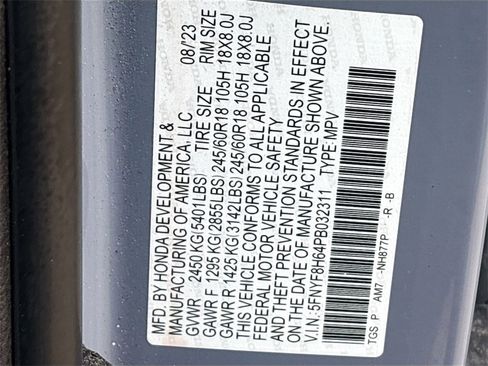 MFD. BY HONDA DEVELOPMENT &
MANUFACTURING OF AMERICA, LLC 08/'23
GVWR 2450 KG(5401LBS) TIRE SIZE RIM SIZE
GAWR F 1295 KG(2855LBS) 245/60R18 105H 18X8.0J
GAWR R 1425 KG(3142LBS) 245/60R18 105H 18X8.0J
THIS VEHICLE CONFORMS TO ALL APPLICABLE
FEDERAL MOTOR VEHICLE SAFETY
AND THEFT PREVENTION STANDARDS IN EFFECT
ON THE DATE OF MANUFACTURE SHOWN ABOVE.
V.I.N: 5FNYF8H64PB032311 TYPE:MPV
TGS P AM7 -NH877P -R -B